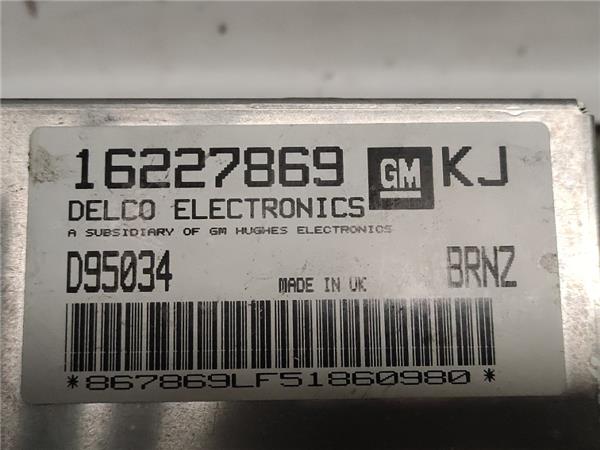 16227869 GM KJ
DELCO ELECTRONICS
A SUBSIDIARY OF GM HUGHES ELECTRONICS
D95034 MADE IN UK BRNZ
*867869LF51860980*